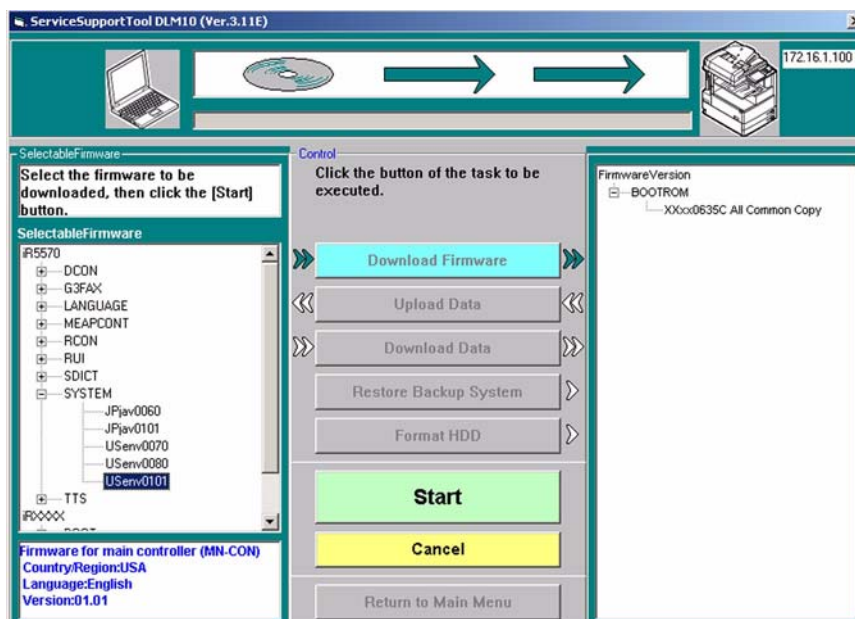 ServiceSupportTool DLM10 (Ver.3.11E)
172.16.1.100
SelectableFirmware
Select the firmware to be
downloaded, then click the [Start]
button.
SelectableFirmware
iR5570
DCON
G3FAX
LANGUAGE
MEAPCONT
RCON
RUI
SDICT
SYSTEM
JPjav0060
JPjav0101
USenv0070
USenv0080
USenv0101
TTS
iRXXXX
Firmware for main controller (MN-CON)
Country/Region:USA
Language:English
Version:01.01
Control
Click the button of the task to be
executed.
Download Firmware
Upload Data
Download Data
Restore Backup System
Format HDD
Start
Cancel
Return to Main Menu
FirmwareVersion
BOOTROM
XXxx0635C All Common Copy